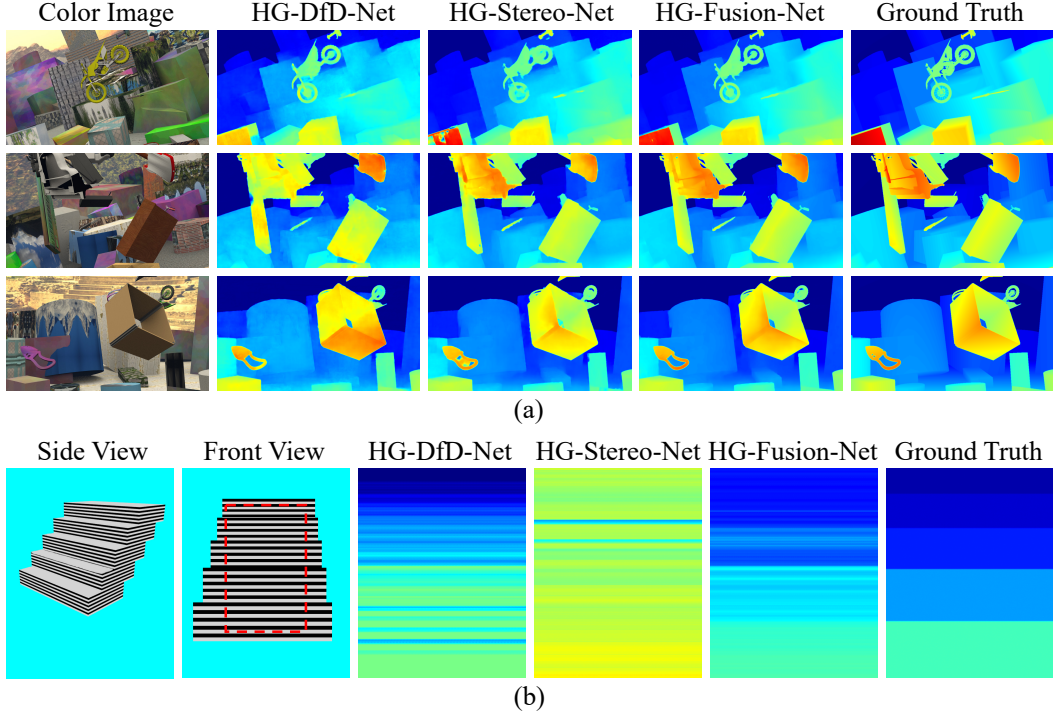 Color Image HG-DfD-Net HG-Stereo-Net HG-Fusion-Net Ground Truth
(a)
Side View Front View HG-DfD-Net HG-Stereo-Net HG-Fusion-Net Ground Truth
(b)